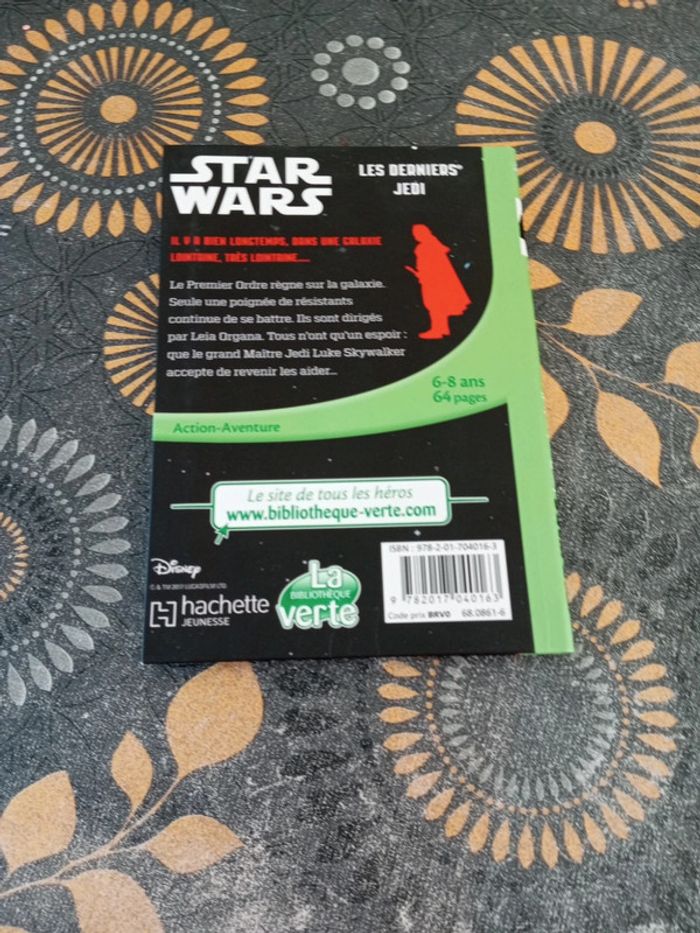 STAR
WARS
LES DERNIERS
JEDI
IL Y A BIEN LONGTEMPS, DANS UNE GALAXIE
LOINTAINE, TRÈS LOINTAINE....
Le Premier Ordre règne sur la galaxie.
Seule une poignée de résistants
continue de se battre. Ils sont dirigés
par Leia Organa. Tous n'ont qu'un espoir :
que le grand Maître Jedi Luke Skywalker
accepte de revenir les aider...
6-8 ans
64 pages
Action-Aventure
Le site de tous les héros
www.bibliotheque-verte.com
ISBN : 978-2-01-704016-3
9 782017 040163
Code prix BRV0 68.0861-6
Disney
© & TM 2017 LUCASFILM LTD.
hachette
JEUNESSE
La
BIBLIOTHÈQUE
verte